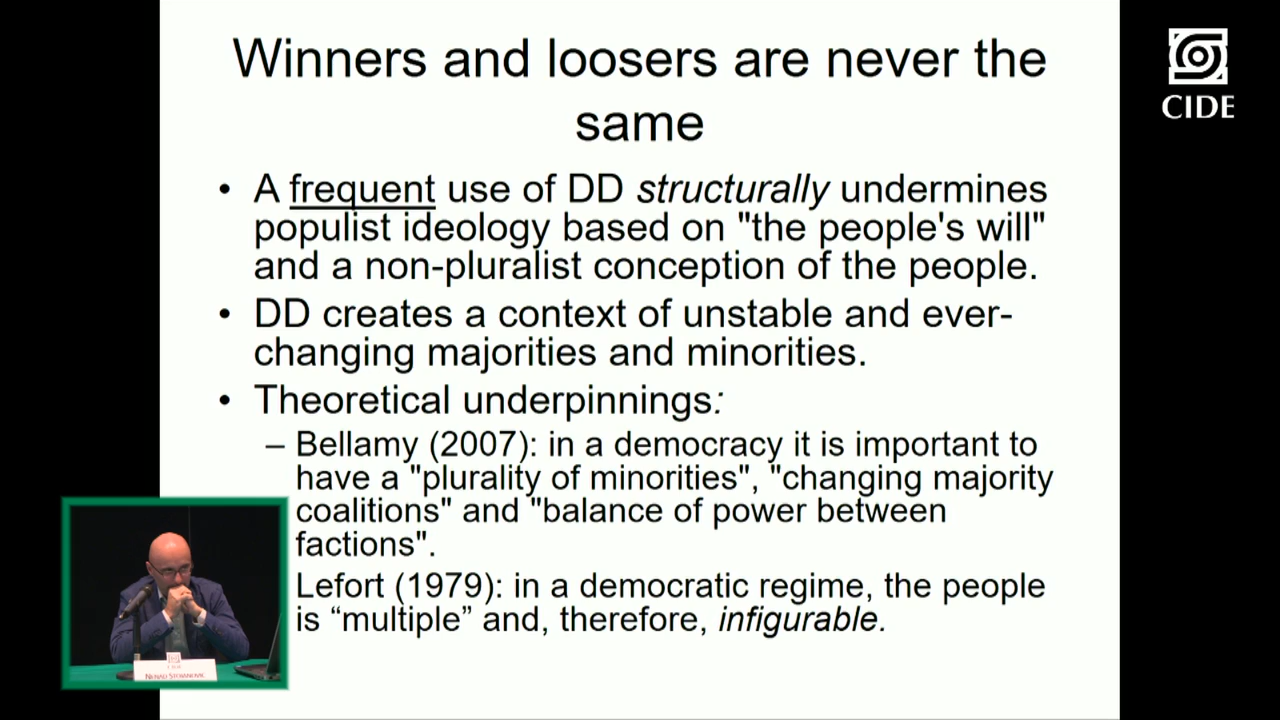 Winners and loosers are never the
same
CIDE
• A frequent use of DD structurally undermines
populist ideology based on "the people's will"
and a non-pluralist conception of the people.
• DD creates a context of unstable and ever-
changing majorities and minorities.
• Theoretical underpinnings:
– Bellamy (2007): in a democracy it is important to
have a "plurality of minorities", "changing majority
coalitions" and "balance of power between
factions".
Lefort (1979): in a democratic regime, the people
is “multiple” and, therefore, infigurable.
CIDE
NENAD STOJANOVIC